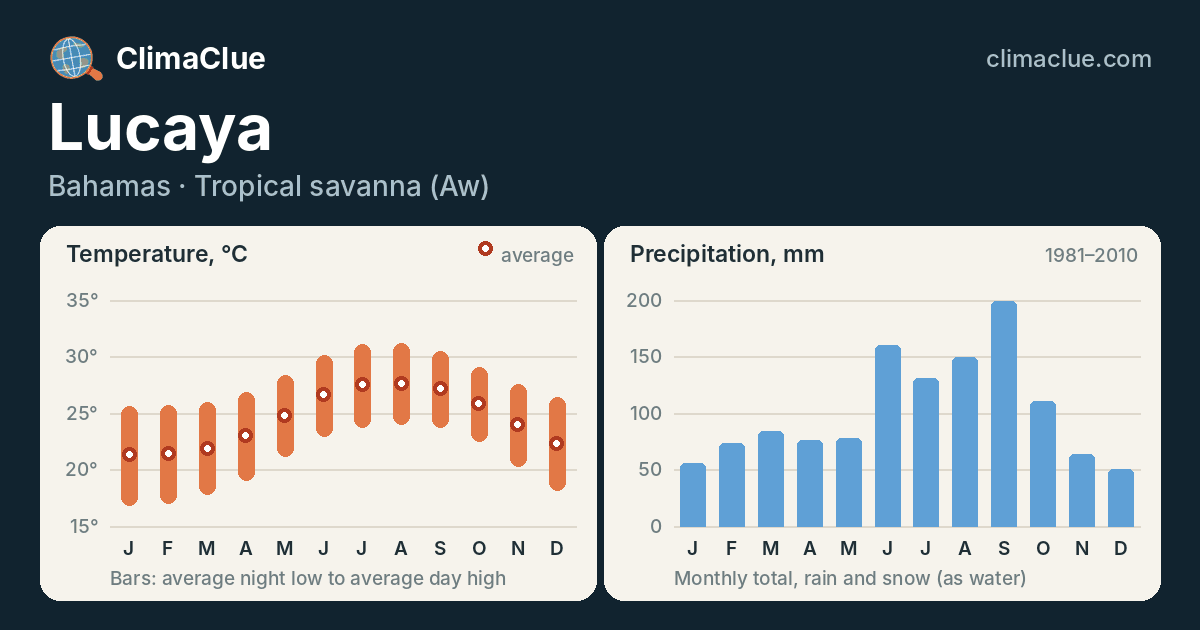 ClimaClue
climaclue.com
Lucaya
Bahamas · Tropical savanna (Aw)
Temperature, °C
average
35°
30°
25°
20°
15°
J F M A M J J A S O N D
Bars: average night low to average day high
Precipitation, mm
1981–2010
200
150
100
50
0
J F M A M J J A S O N D
Monthly total, rain and snow (as water)